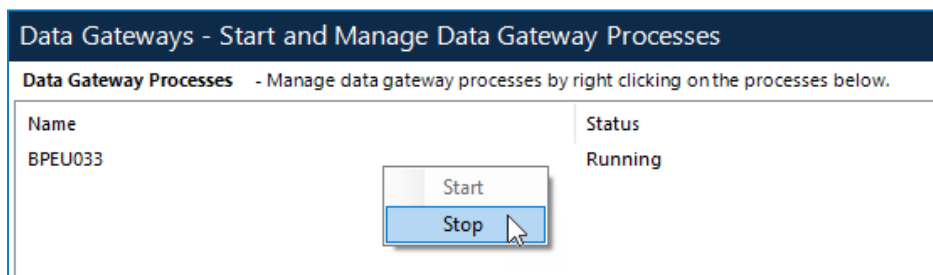 Data Gateways - Start and Manage Data Gateway Processes
Data Gateway Processes - Manage data gateway processes by right clicking on the processes below.
Name Status
BPEU033 Running
Start
Stop